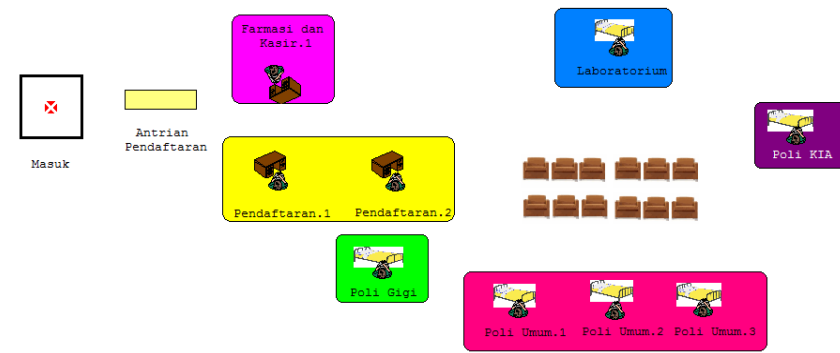 Farmasi dan
Kasir.1
Laboratorium
Masuk
Antrian
Pendaftaran
Poli KIA
Pendaftaran.1
Pendaftaran.2
Poli Gigi
Poli Umum.1
Poli Umum.2
Poli Umum.3